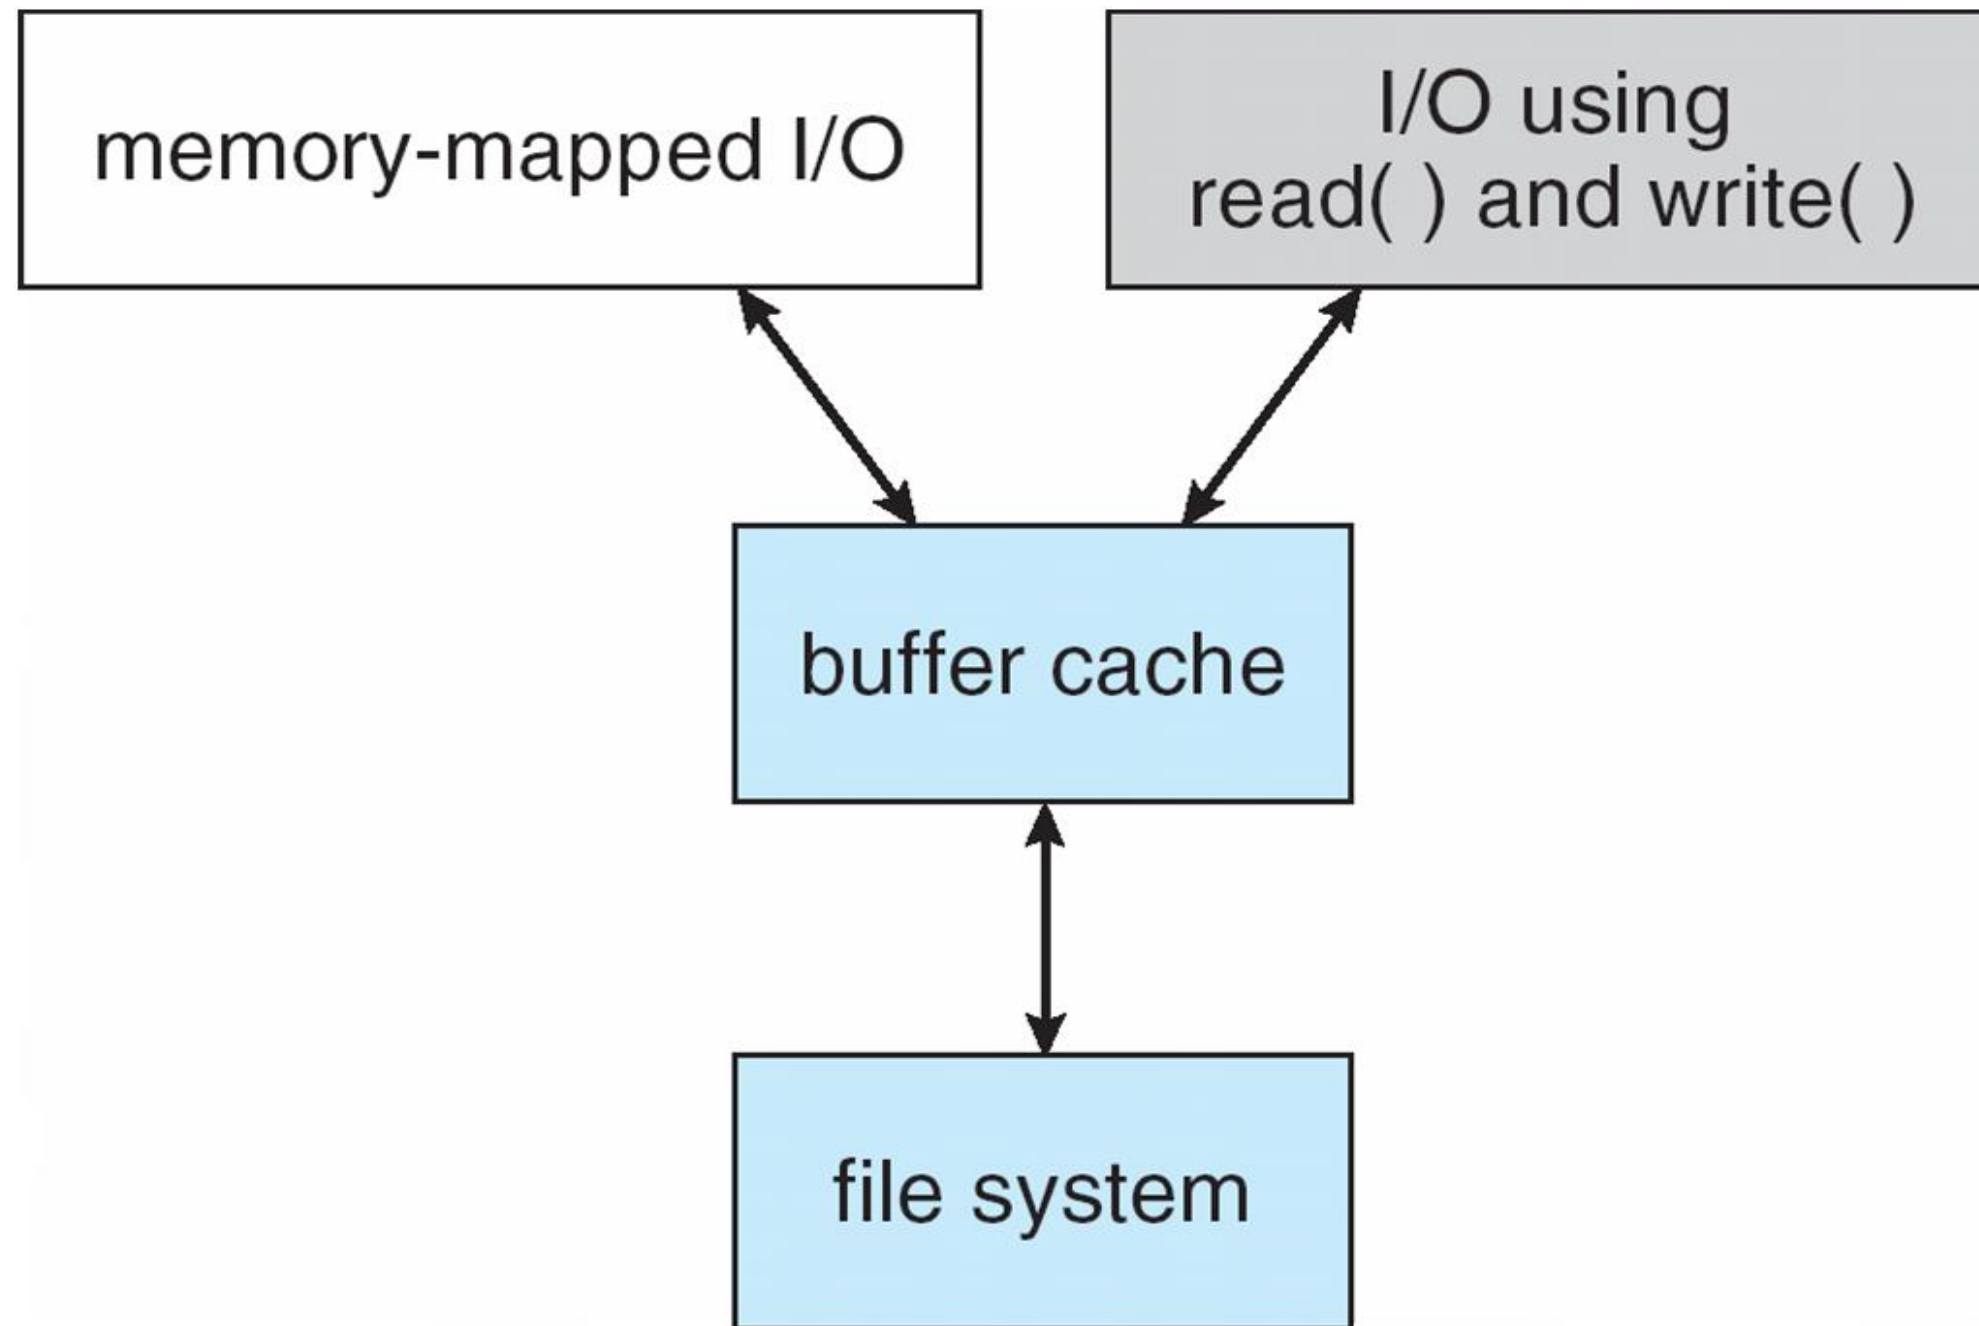 memory-mapped I/O
I/O using
read( ) and write( )
buffer cache
file system